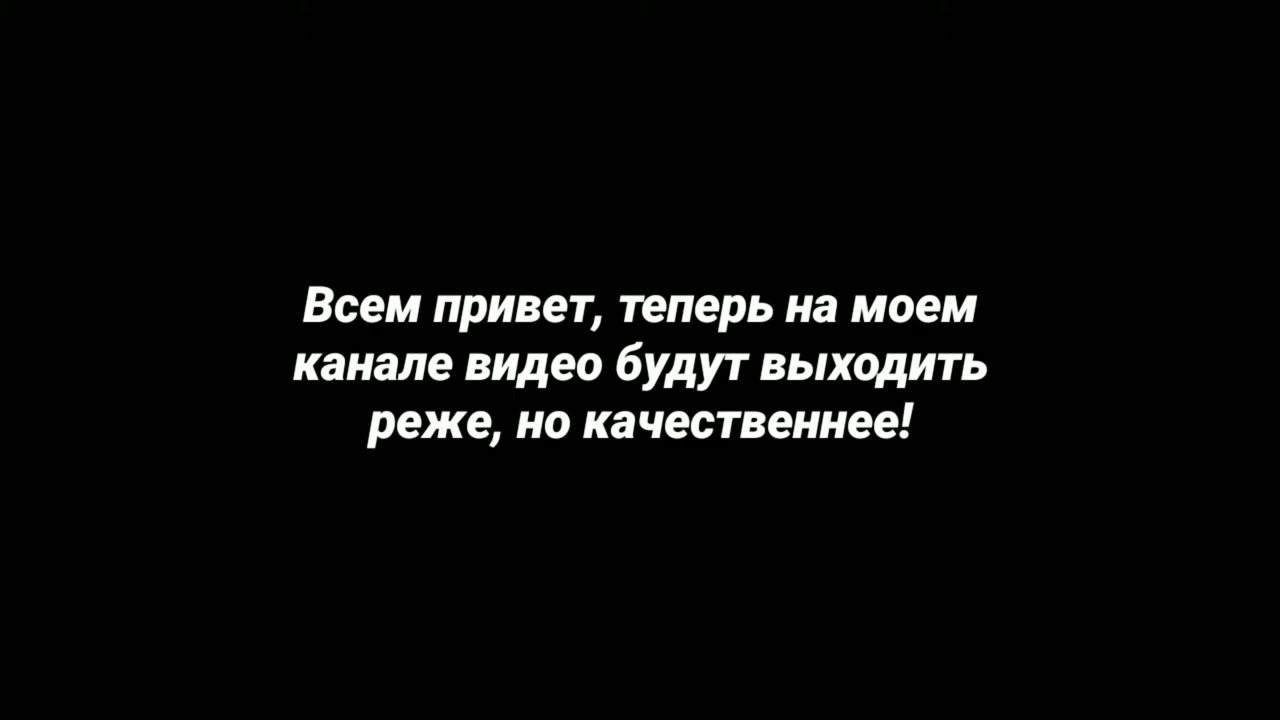 Всем привет, теперь на моем
канале видео будут выходить
реже, но качественнее!